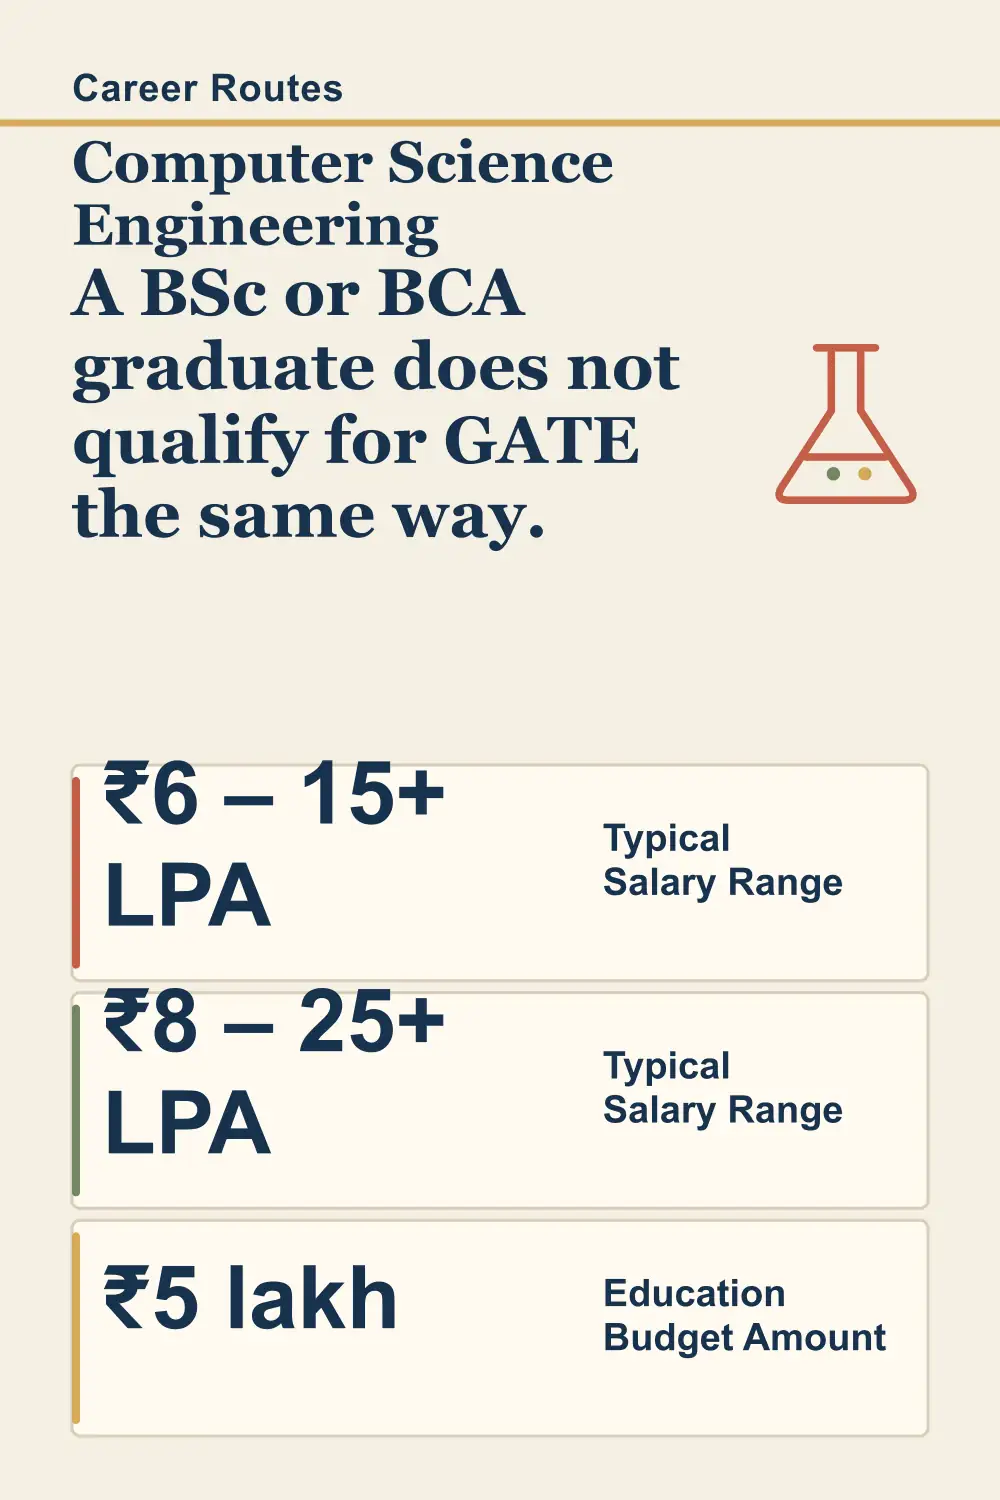 Career Routes
Computer Science
Engineering
A BSc or BCA
graduate does not
qualify for GATE
the same way.
₹6 – 15+
LPA
Typical
Salary Range
₹8 – 25+
LPA
Typical
Salary Range
₹5 lakh
Education
Budget Amount